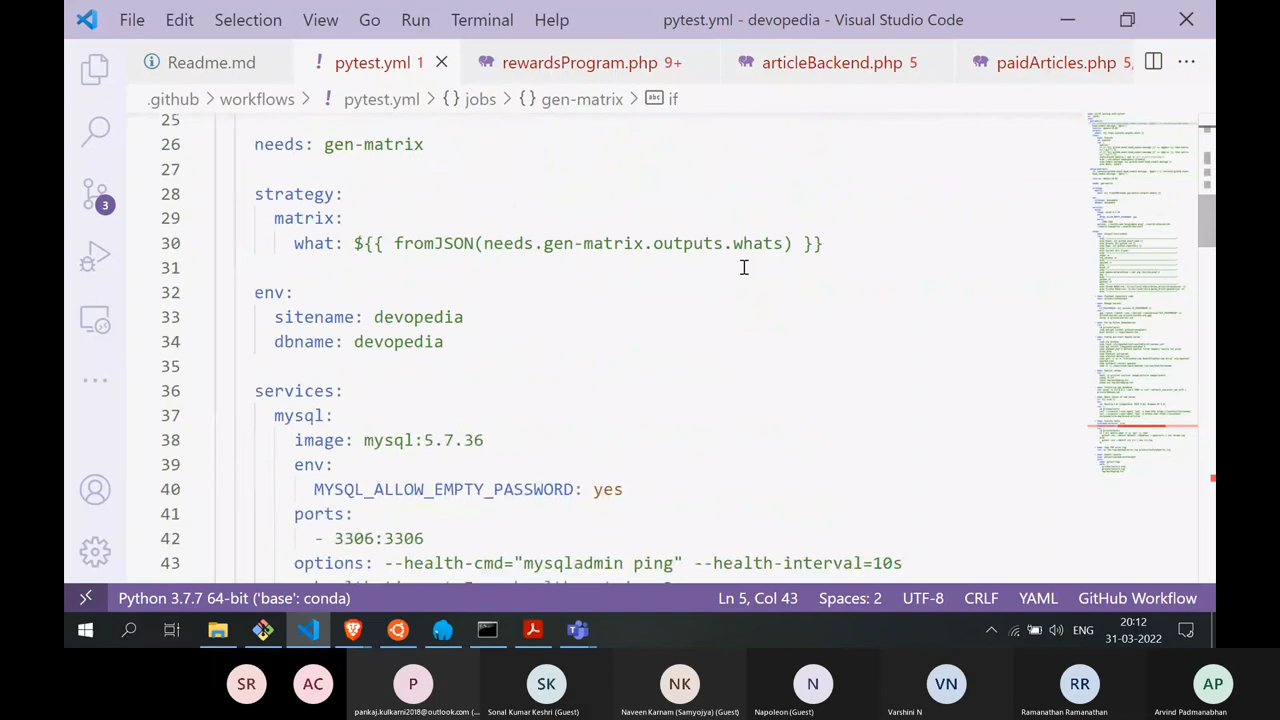 File Edit Selection View Go Run Terminal Help pytest.yml - devopedia - Visual Studio Code
Readme.md ! pytest.yml 1 rewardsProgram.php 9+ articleBackend.php 5 paidArticles.php 5,
.github > workflows > ! pytest.yml > {} jobs > {} gen-matrix > abc if
25
26 needs: gen-matrix
27
28 strategy:
29 matrix:
30 what: ${{ fromJSON(needs.gen-matrix.outputs.whats) }}
31
32 env:
33 sitename: devopedia
34 dbname: devopedia
35
36 services:
37 mysql:
38 image: mysql:5.7.36
39 env:
40 MYSQL_ALLOW_EMPTY_PASSWORD: yes
41 ports:
42 - 3306:3306
43 options: --health-cmd="mysqladmin ping" --health-interval=10s
3
Python 3.7.7 64-bit ('base': conda) Ln 5, Col 43 Spaces: 2 UTF-8 CRLF YAML GitHub Workflow
ENG 20:12
31-03-2022
SR AC P SK NK N VN RR AP
pankaj.kulkarni2018@outlook.com (... Sonal Kumar Keshri (Guest) Naveen Karnam (Samyojya) (Guest) Napoleon (Guest) Varshini N Ramanathan Ramanathan Arvind Padmanabhan